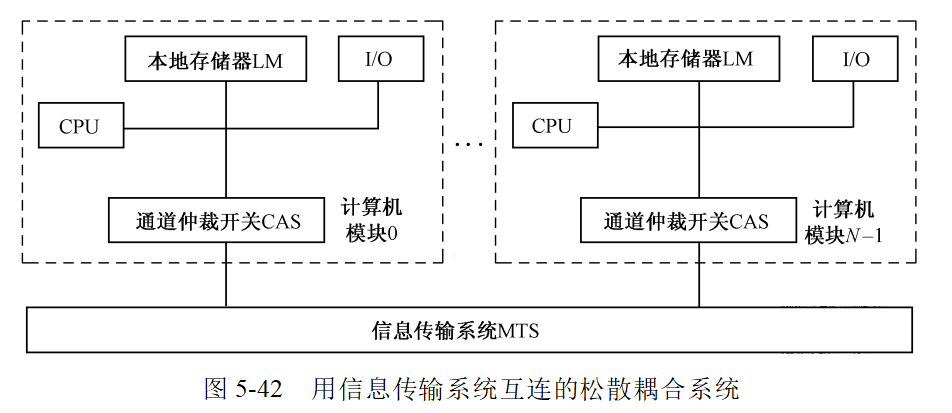 本地存储器LM
I/O
CPU
通道仲裁开关CAS
计算机
模块0
…
本地存储器LM
I/O
CPU
通道仲裁开关CAS
计算机
模块N–1
信息传输系统MTS
图 5-42 用信息传输系统互连的松散耦合系统